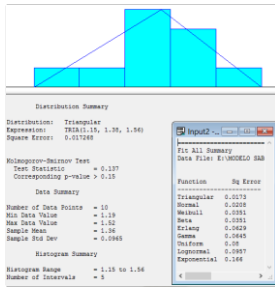 Distribution Summary
Distribution: Triangular
Expression: TRIA(1.15, 1.38, 1.56)
Square Error: 0.017268
Kolmogorov-Smirnov Test
Test Statistic = 0.137
Corresponding p-value > 0.15
Data Summary
Number of Data Points = 10
Min Data Value = 1.19
Max Data Value = 1.52
Sample Mean = 1.36
Sample Std Dev = 0.0965
Histogram Summary
Histogram Range = 1.15 to 1.56
Number of Intervals = 5
Input2 -...
Fit All Summary
Data File: E:\MODELO SAB
Function Sq Error
Triangular 0.0173
Normal 0.0208
Weibull 0.0351
Beta 0.0351
Erlang 0.0629
Gamma 0.0645
Uniform 0.08
Lognormal 0.0857
Exponential 0.166